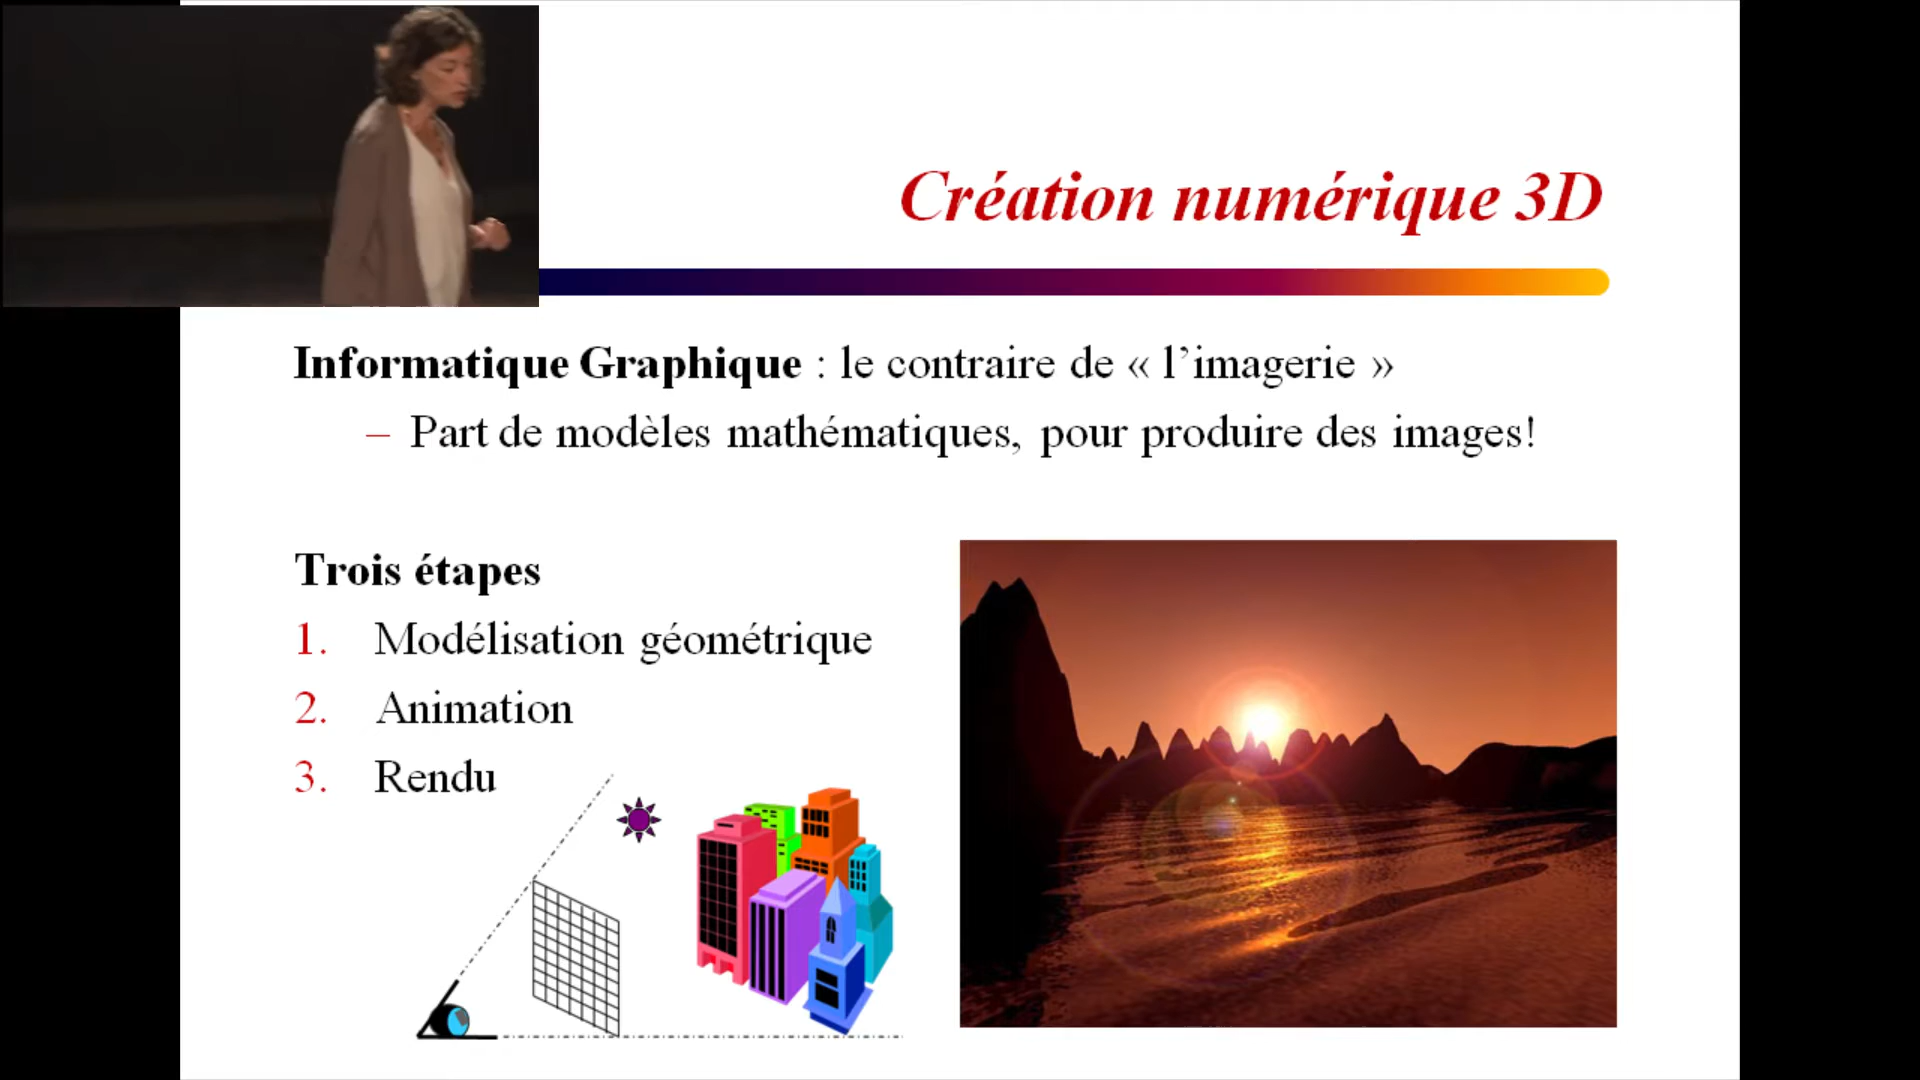 Création numérique 3D
Informatique Graphique : le contraire de « l’imagerie »
– Part de modèles mathématiques, pour produire des images!
Trois étapes
1. Modélisation géométrique
2. Animation
3. Rendu